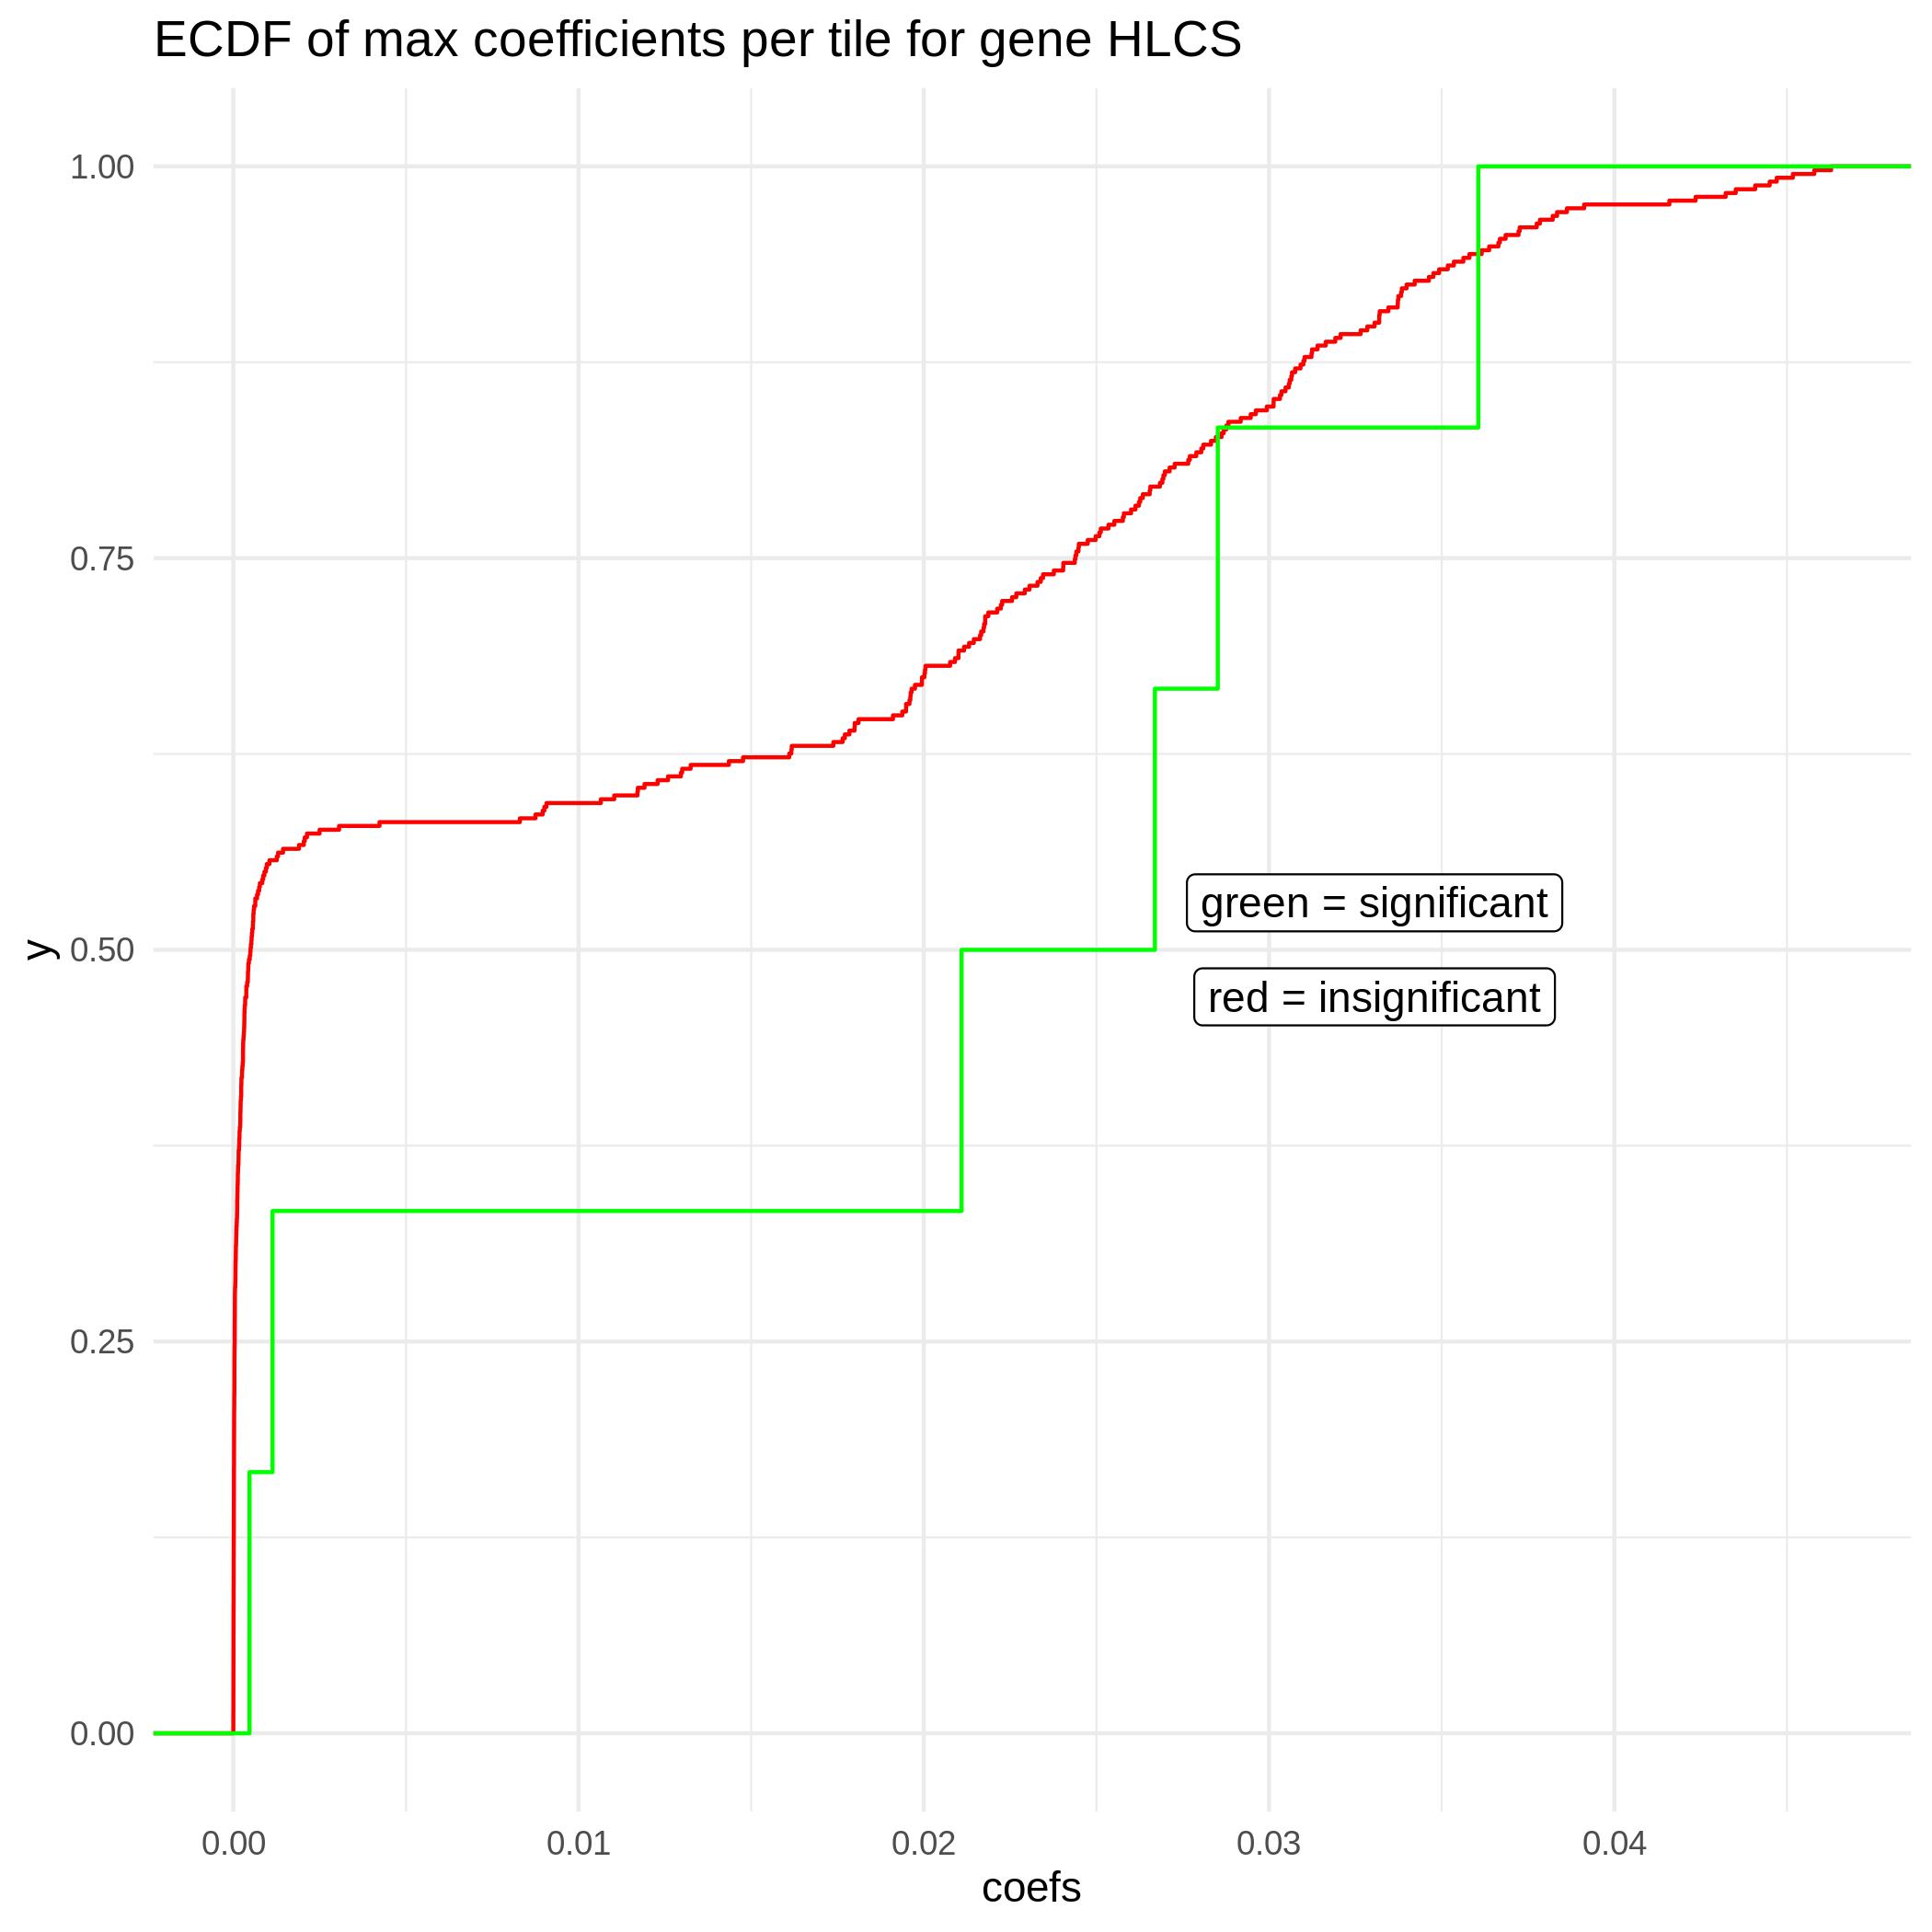 ECDF of max coefficients per tile for gene HLCS
1.00
0.75
0.50
0.25
0.00
y
green = significant
red = insignificant
0.00 0.01 0.02 0.03 0.04
coefs